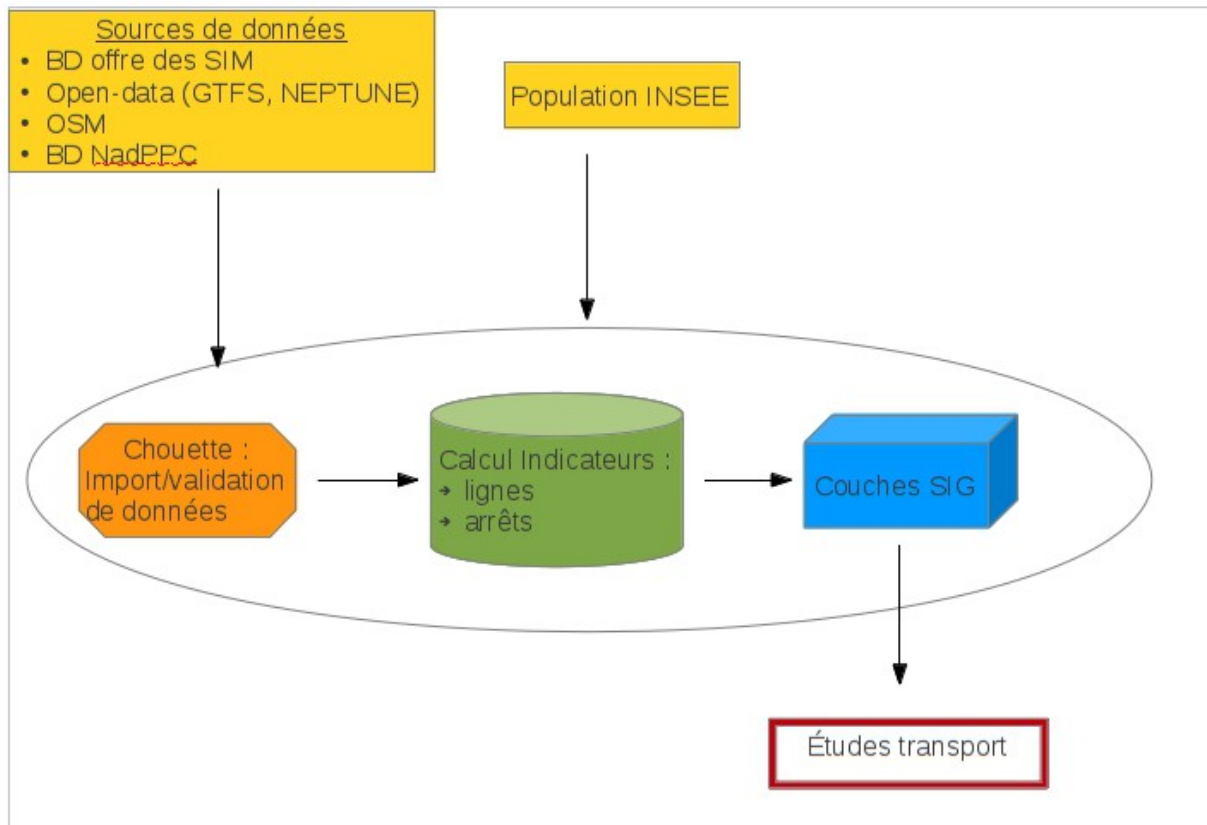 Sources de données
• BD offre des SIM
• Open-data (GTFS, NEPTUNE)
• OSM
• BD NadPPC
Population INSEE
Chouette :
Import/validation
de données
Calcul Indicateurs :
→ lignes
→ arrêts
Couches SIG
Études transport